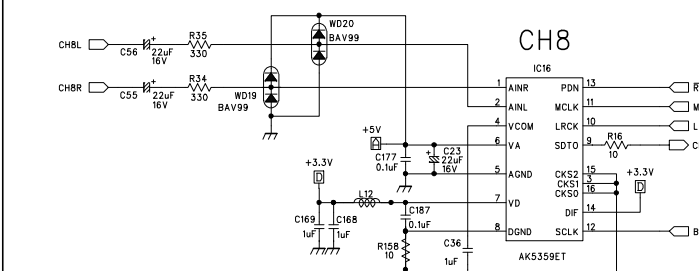 CH8
IC16
WD20
BAV99
CH8L
C56
+
22uF
16V
R35
330
CH8R
C55
+
22uF
16V
R34
330
WD19
BAV99
1 AINR PDN 13
2 AINL MCLK 11
4 VCOM LRCK 10
6 VA SDTO 9
5 AGND CKS2 15
CKS1 3
CKS0 16
7 VD DIF 14
8 DGND SCLK 12
AK5359ET
+5V
A
C177
0.1uF
+
C23
22uF
16V
+3.3V
D
L12
C169
1uF
C168
1uF
C187
0.1uF
R158
10
C36
1uF
R16
10
+3.3V
D
R
M
L
C
B